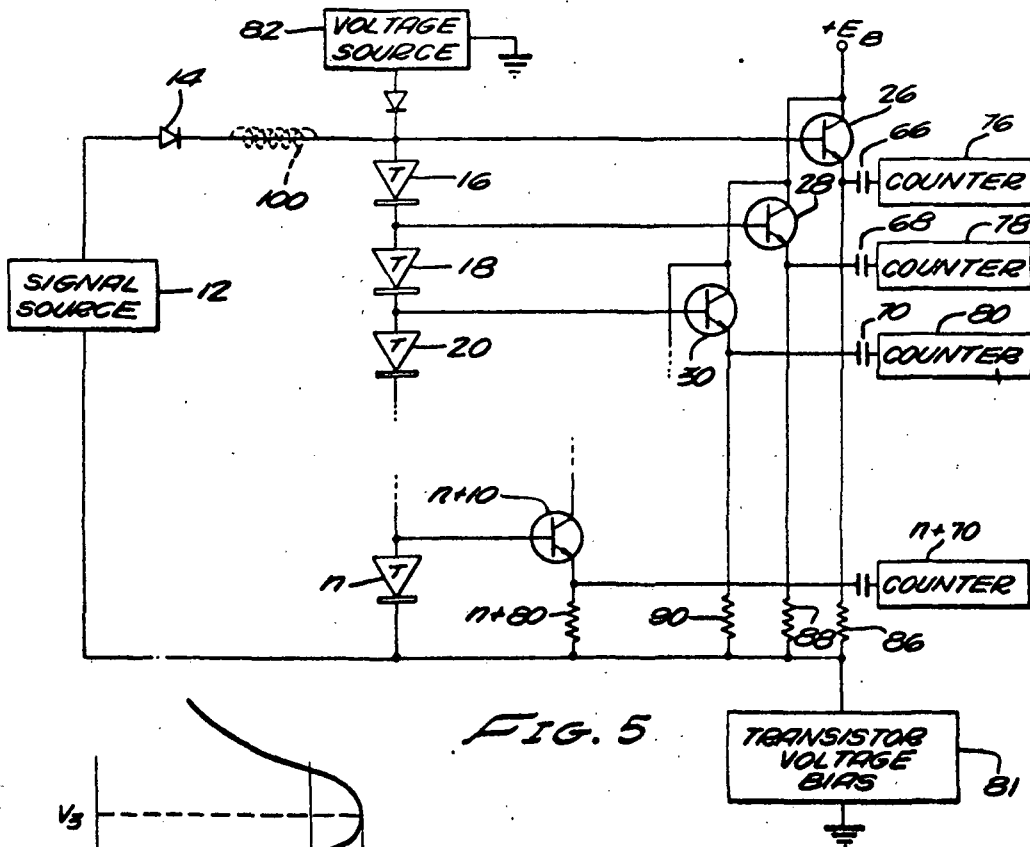 82
VOLTAGE
SOURCE
+E_B
14
26
66
76
COUNTER
100
T
16
28
68
78
COUNTER
SIGNAL
SOURCE
12
T
18
70
80
COUNTER
T
20
30
n+10
n+70
COUNTER
T
n
n+80
90
88
86
FIG. 5
TRANSISTOR
VOLTAGE
BIAS
81
V₃